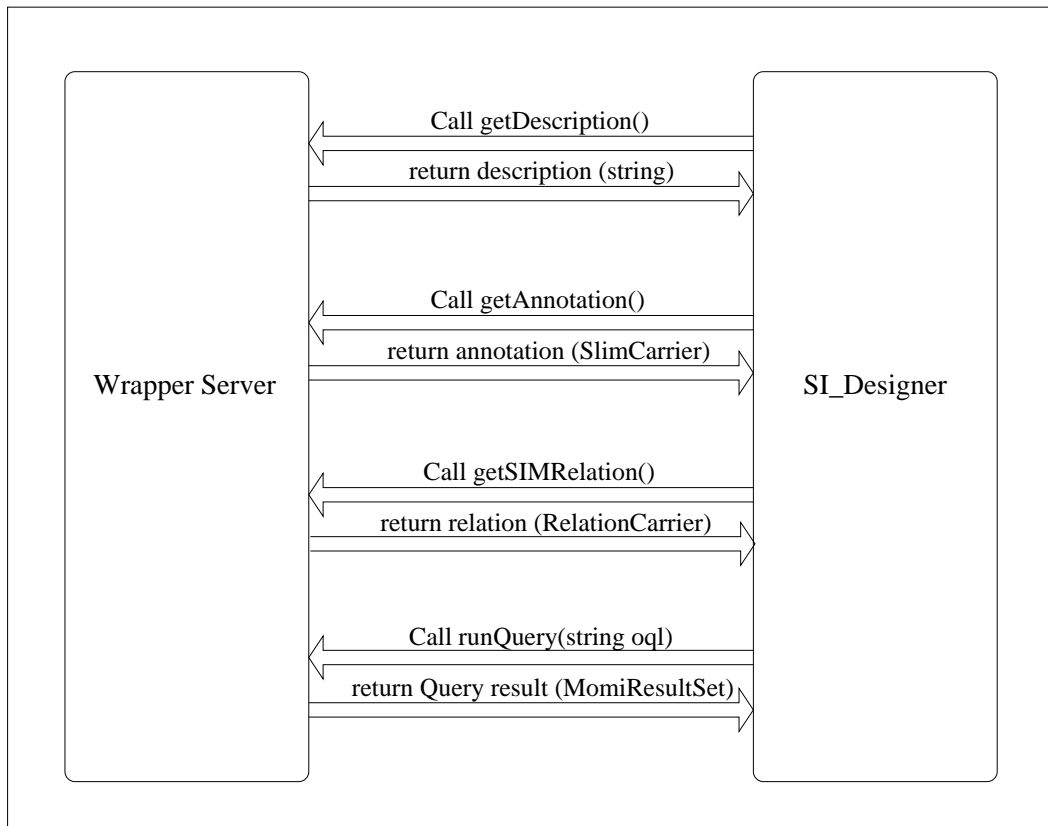 Call getDescription()
return description (string)
Call getAnnotation()
return annotation (SlimCarrier)
Wrapper Server
SI_Designer
Call getSIMRelation()
return relation (RelationCarrier)
Call runQuery(string oql)
return Query result (MomiResultSet)